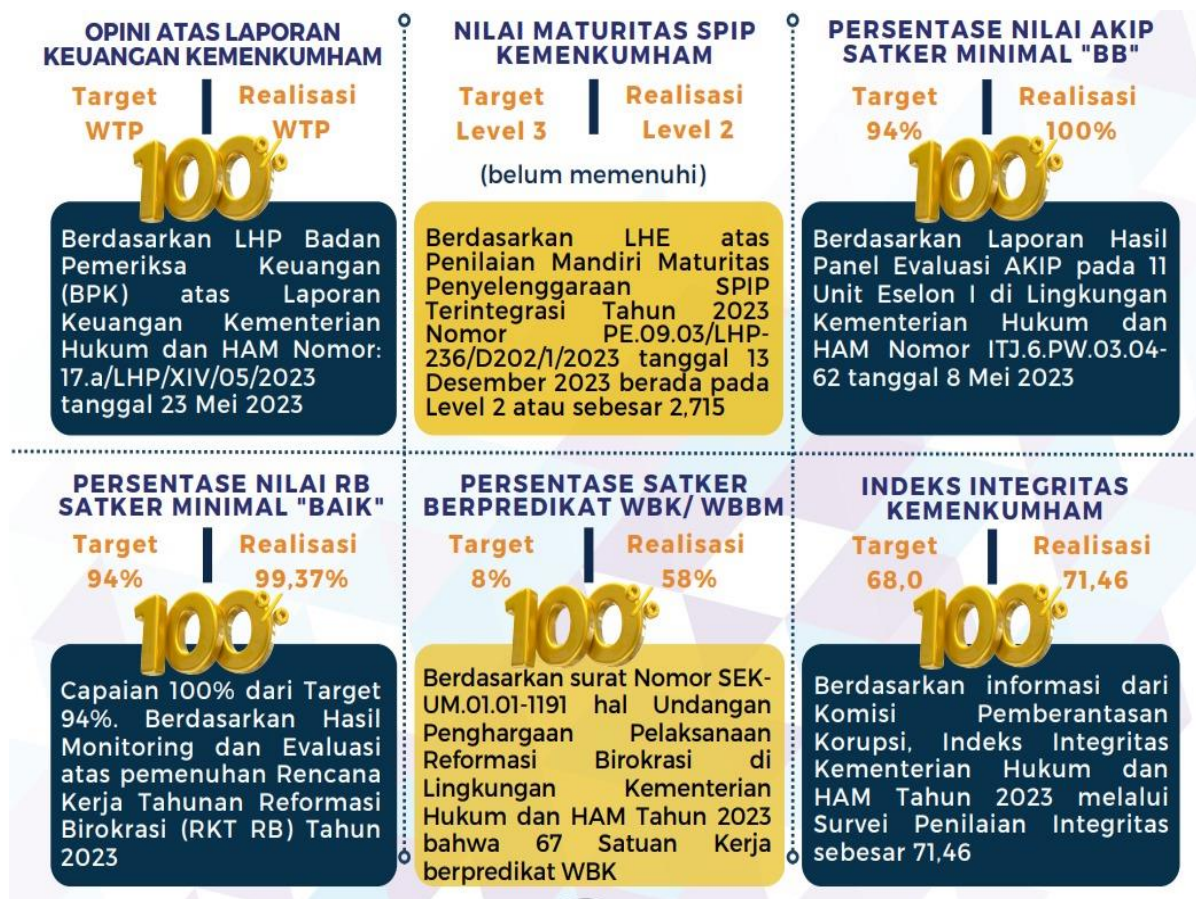 OPINI ATAS LAPORAN
KEUANGAN KEMENKUMHAM
Target
Realisasi
WTP
WTP
100%
Berdasarkan LHP Badan
Pemeriksa Keuangan
(BPK) atas Laporan
Keuangan Kementerian
Hukum dan HAM Nomor:
17.a/LHP/XIV/05/2023
tanggal 23 Mei 2023
NILAI MATURITAS SPIP
KEMENKUMHAM
Target
Realisasi
Level 3
Level 2
(belum memenuhi)
Berdasarkan LHE atas
Penilaian Mandiri Maturitas
Penyelenggaraan SPIP
Terintegrasi Tahun 2023
Nomor PE.09.03/LHP-
236/D202/1/2023 tanggal 13
Desember 2023 berada pada
Level 2 atau sebesar 2,715
PERSENTASE NILAI AKIP
SATKER MINIMAL "BB"
Target
Realisasi
94%
100%
100%
Berdasarkan Laporan Hasil
Panel Evaluasi AKIP pada 11
Unit Eselon I di Lingkungan
Kementerian Hukum dan
HAM Nomor ITJ.6.PW.03.04-
62 tanggal 8 Mei 2023
PERSENTASE NILAI RB
SATKER MINIMAL "BAIK"
Target
Realisasi
94%
99,37%
100%
Capaian 100% dari Target
94%. Berdasarkan Hasil
Monitoring dan Evaluasi
atas pemenuhan Rencana
Kerja Tahunan Reformasi
Birokrasi (RKT RB) Tahun
2023
PERSENTASE SATKER
BERPREDIKAT WBK/ WBBM
Target
Realisasi
8%
58%
100%
Berdasarkan surat Nomor SEK-
UM.01.01-1191 hal Undangan
Penghargaan Pelaksanaan
Reformasi Birokrasi di
Lingkungan Kementerian
Hukum dan HAM Tahun 2023
bahwa 67 Satuan Kerja
berpredikat WBK
INDEKS INTEGRITAS
KEMENKUMHAM
Target
Realisasi
68,0
71,46
100%
Berdasarkan informasi dari
Komisi Pemberantasan
Korupsi, Indeks Integritas
Kementerian Hukum dan
HAM Tahun 2023 melalui
Survei Penilaian Integritas
sebesar 71,46